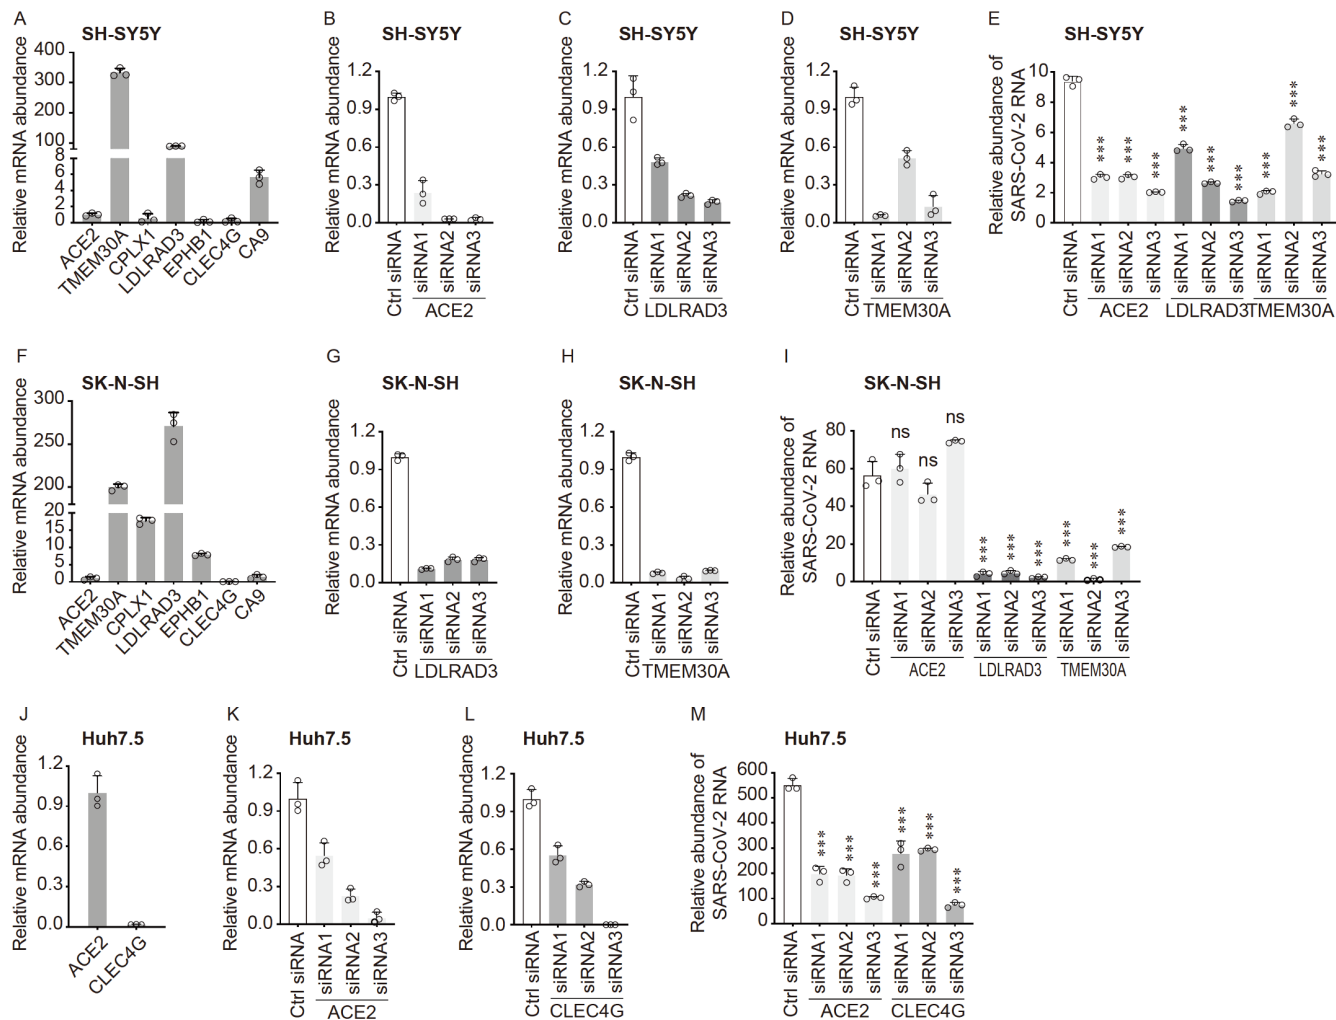 A
SH-SY5Y
Relative mRNA abundance
400
300
200
100
8
6
4
2
0
ACE2
TMEM30A
CPLX1
LDLRAD3
EPHB1
CLEC4G
CA9
B
SH-SY5Y
Relative mRNA abundance
1.2
0.9
0.6
0.3
0.0
Ctrl siRNA
siRNA1
siRNA2
siRNA3
ACE2
C
SH-SY5Y
Relative mRNA abundance
1.2
0.9
0.6
0.3
0.0
Ctrl siRNA
siRNA1
siRNA2
siRNA3
LDLRAD3
D
SH-SY5Y
Relative mRNA abundance
1.2
0.9
0.6
0.3
0.0
Ctrl siRNA
siRNA1
siRNA2
siRNA3
TMEM30A
E
SH-SY5Y
Relative abundance of
SARS-CoV-2 RNA
10
8
6
4
2
0
***
***
***
***
***
***
***
***
***
Ctrl siRNA
siRNA1
siRNA2
siRNA3
siRNA1
siRNA2
siRNA3
siRNA1
siRNA2
siRNA3
ACE2
LDLRAD3
TMEM30A
F
SK-N-SH
Relative mRNA abundance
300
250
200
20
15
10
5
0
ACE2
TMEM30A
CPLX1
LDLRAD3
EPHB1
CLEC4G
CA9
G
SK-N-SH
Relative mRNA abundance
1.2
0.9
0.6
0.3
0.0
Ctrl siRNA
siRNA1
siRNA2
siRNA3
LDLRAD3
H
SK-N-SH
Relative mRNA abundance
1.2
0.9
0.6
0.3
0.0
Ctrl siRNA
siRNA1
siRNA2
siRNA3
TMEM30A
I
SK-N-SH
Relative abundance of
SARS-CoV-2 RNA
80
60
40
20
0
ns
ns
ns
***
***
***
***
***
***
Ctrl siRNA
siRNA1
siRNA2
siRNA3
siRNA1
siRNA2
siRNA3
siRNA1
siRNA2
siRNA3
ACE2
LDLRAD3
TMEM30A
J
Huh7.5
Relative mRNA abundance
1.2
0.9
0.6
0.3
0.0
ACE2
CLEC4G
K
Huh7.5
Relative mRNA abundance
1.2
0.9
0.6
0.3
0.0
Ctrl siRNA
siRNA1
siRNA2
siRNA3
ACE2
L
Huh7.5
Relative mRNA abundance
1.2
0.9
0.6
0.3
0.0
Ctrl siRNA
siRNA1
siRNA2
siRNA3
CLEC4G
M
Huh7.5
Relative abundance of
SARS-CoV-2 RNA
600
500
400
300
200
100
0
***
***
***
***
***
***
Ctrl siRNA
siRNA1
siRNA2
siRNA3
siRNA1
siRNA2
siRNA3
ACE2
CLEC4G